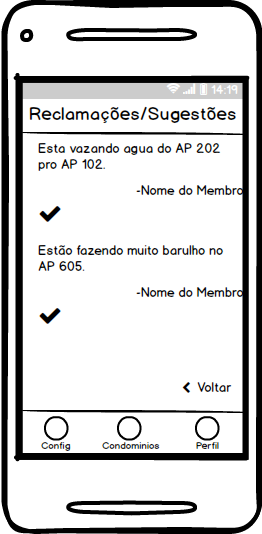 14:19
Reclamações/Sugestões
Esta vazando agua do AP 202
pro AP 102.
-Nome do Membro
Estão fazendo muito barulho no
AP 605.
-Nome do Membro
Voltar
Config Condominios Perfil